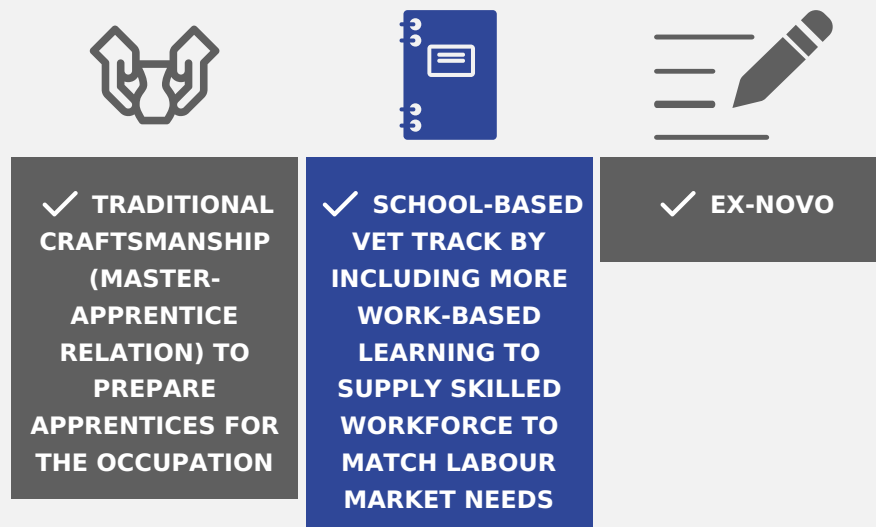 ✓ TRADITIONAL
CRAFTSMANSHIP
(MASTER-
APPRENTICE
RELATION) TO
PREPARE
APPRENTICES FOR
THE OCCUPATION
✓ SCHOOL-BASED
VET TRACK BY
INCLUDING MORE
WORK-BASED
LEARNING TO
SUPPLY SKILLED
WORKFORCE TO
MATCH LABOUR
MARKET NEEDS
✓ EX-NOVO